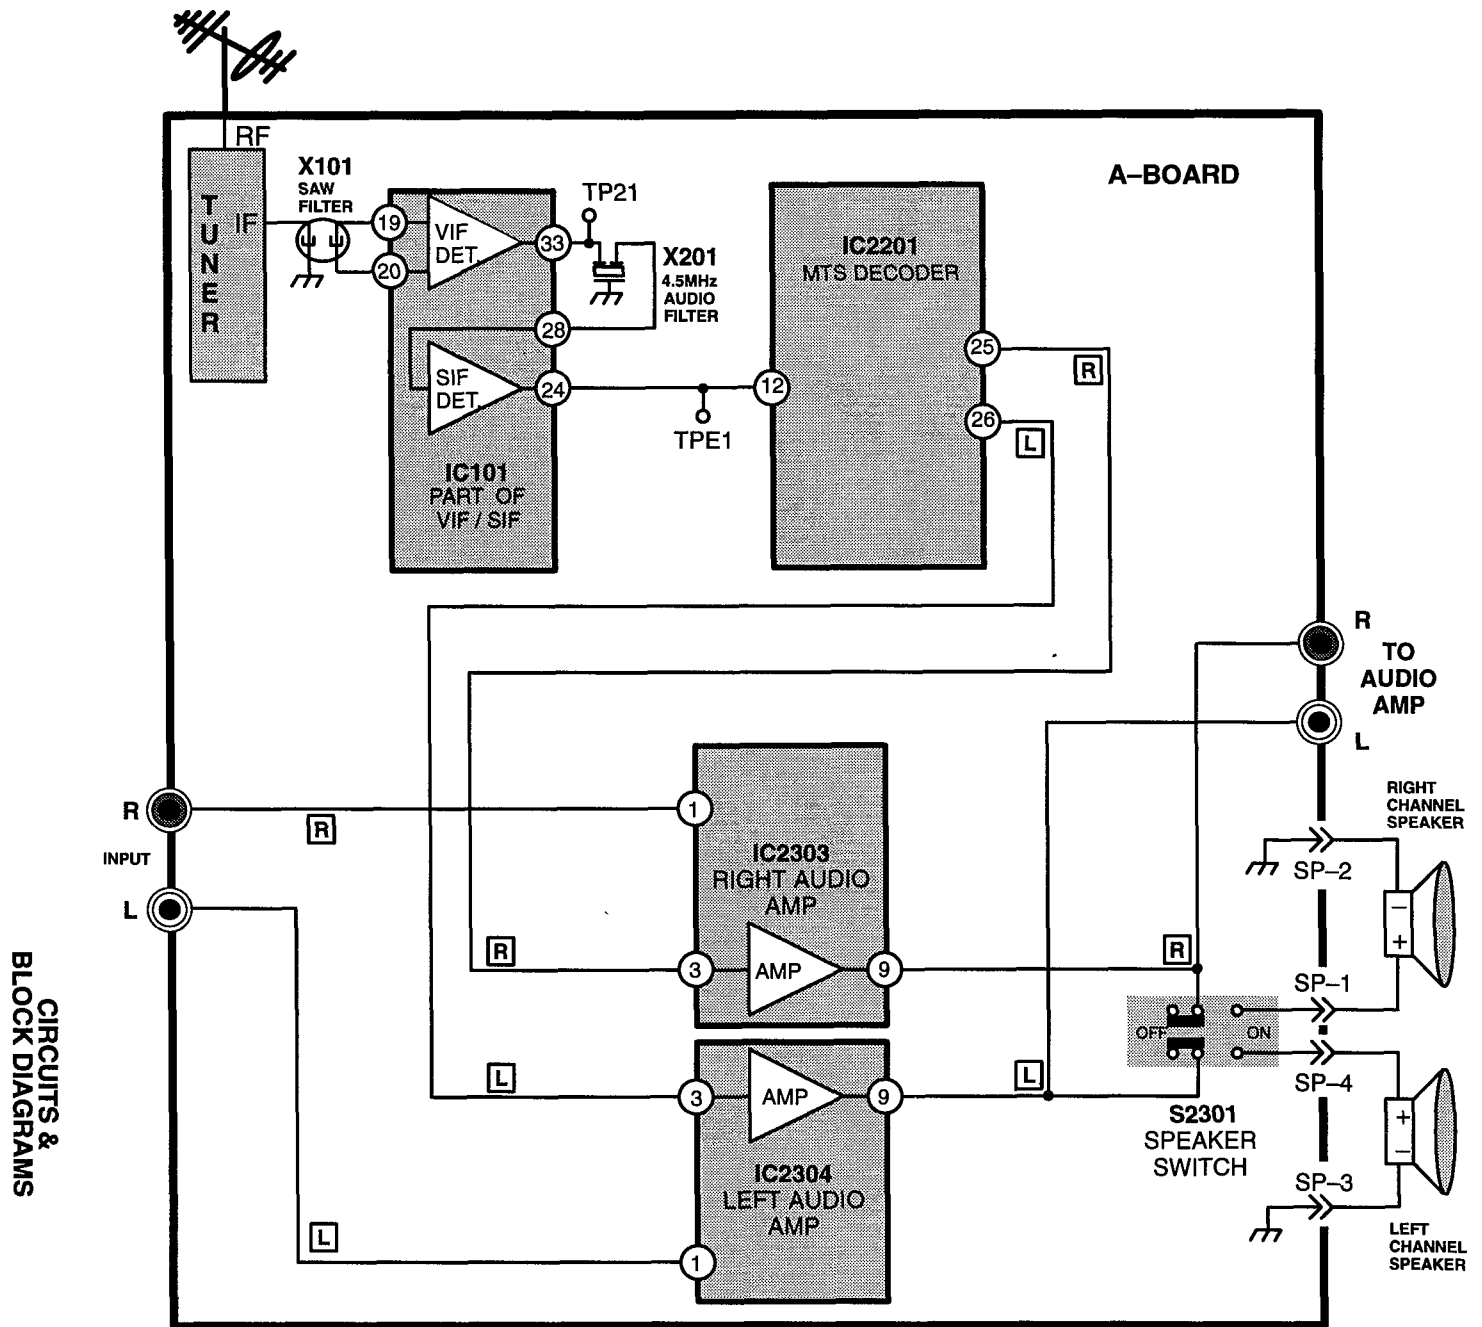 RF
TUNER
IF
X101
SAW
FILTER
19
20
VIF
DET.
33
TP21
X201
4.5MHz
AUDIO
FILTER
28
SIF
DET.
24
TPE1
IC101
PART OF
VIF / SIF
A–BOARD
IC2201
MTS DECODER
12
25
R
26
L
R
TO
AUDIO
AMP
L
R
INPUT
L
R
1
IC2303
RIGHT AUDIO
AMP
R
3
AMP
9
R
L
3
AMP
9
L
IC2304
LEFT AUDIO
AMP
L
1
OFF
ON
S2301
SPEAKER
SWITCH
RIGHT
CHANNEL
SPEAKER
SP–2
–
+
SP–1
SP–4
+
–
SP–3
LEFT
CHANNEL
SPEAKER
CIRCUITS &
BLOCK DIAGRAMS